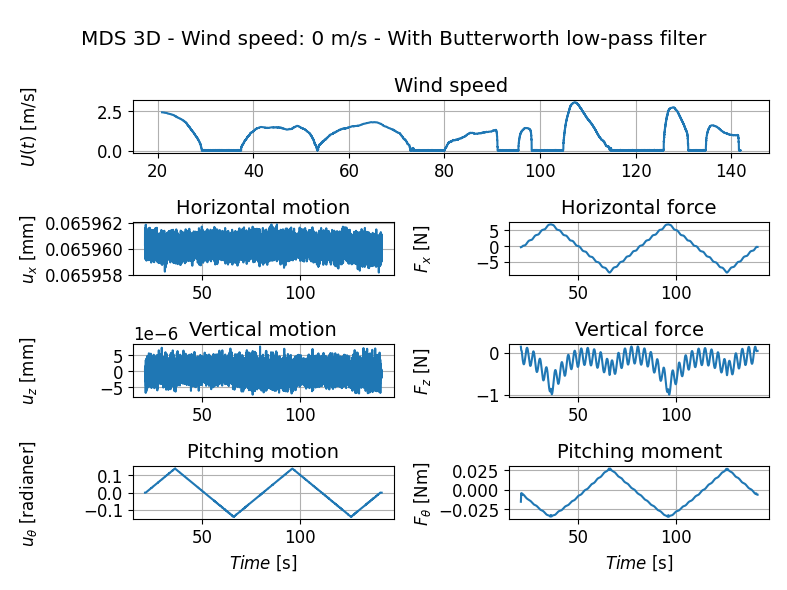 MDS 3D - Wind speed: 0 m/s - With Butterworth low-pass filter
Wind speed
U(t) [m/s]
2.5
0.0
20 40 60 80 100 120 140
Horizontal motion
u_x [mm]
0.065962
0.065960
0.065958
50 100
Horizontal force
F_x [N]
5
0
−5
50 100
Vertical motion
1e−6
u_z [mm]
5
0
−5
50 100
Vertical force
F_z [N]
0
−1
50 100
Pitching motion
u_θ [radianer]
0.1
0.0
−0.1
50 100
Time [s]
Pitching moment
F_θ [Nm]
0.025
0.000
−0.025
50 100
Time [s]